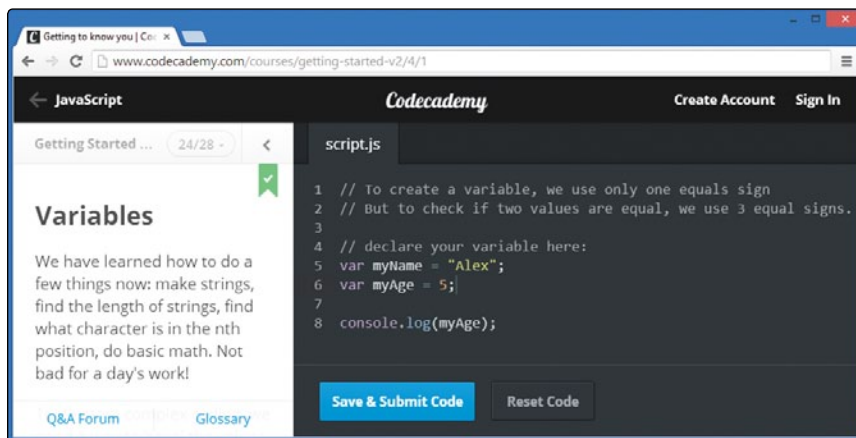 Getting to know you | Coc
www.codecademy.com/courses/getting-started-v2/4/1
JavaScript
Codecademy
Create Account Sign In
Getting Started ... 24/28
script.js
Variables
We have learned how to do a
few things now: make strings,
find the length of strings, find
what character is in the nth
position, do basic math. Not
bad for a day's work!
Q&A Forum Glossary
1 // To create a variable, we use only one equals sign
2 // But to check if two values are equal, we use 3 equal signs.
3
4 // declare your variable here:
5 var myName = "Alex";
6 var myAge = 5;
7
8 console.log(myAge);
Save & Submit Code Reset Code